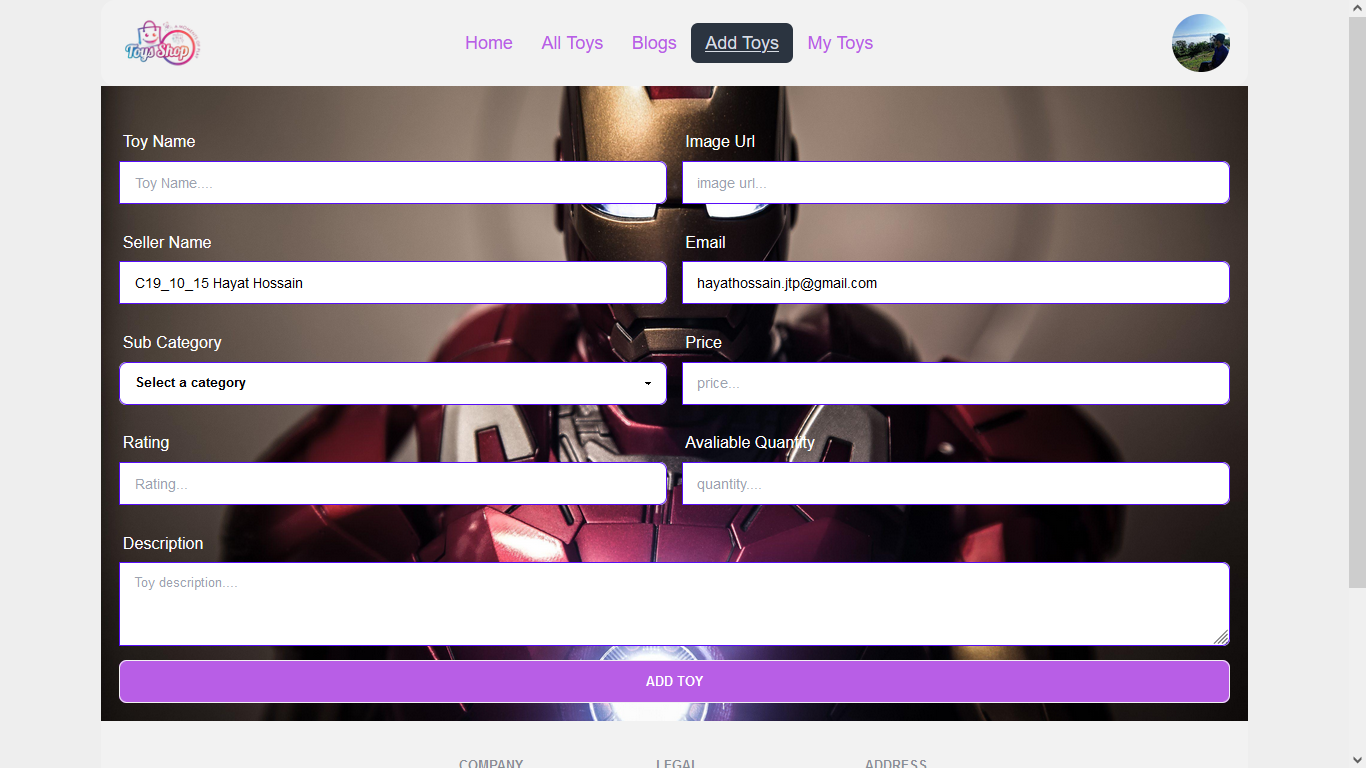 Toys Shop
Home
All Toys
Blogs
Add Toys
My Toys
Toy Name
Image Url
Toy Name....
image url...
Seller Name
Email
C19_10_15 Hayat Hossain
hayathossain.jtp@gmail.com
Sub Category
Price
Select a category
price...
Rating
Avaliable Quantity
Rating...
quantity....
Description
Toy description....
ADD TOY
COMPANY
LEGAL
ADDRESS